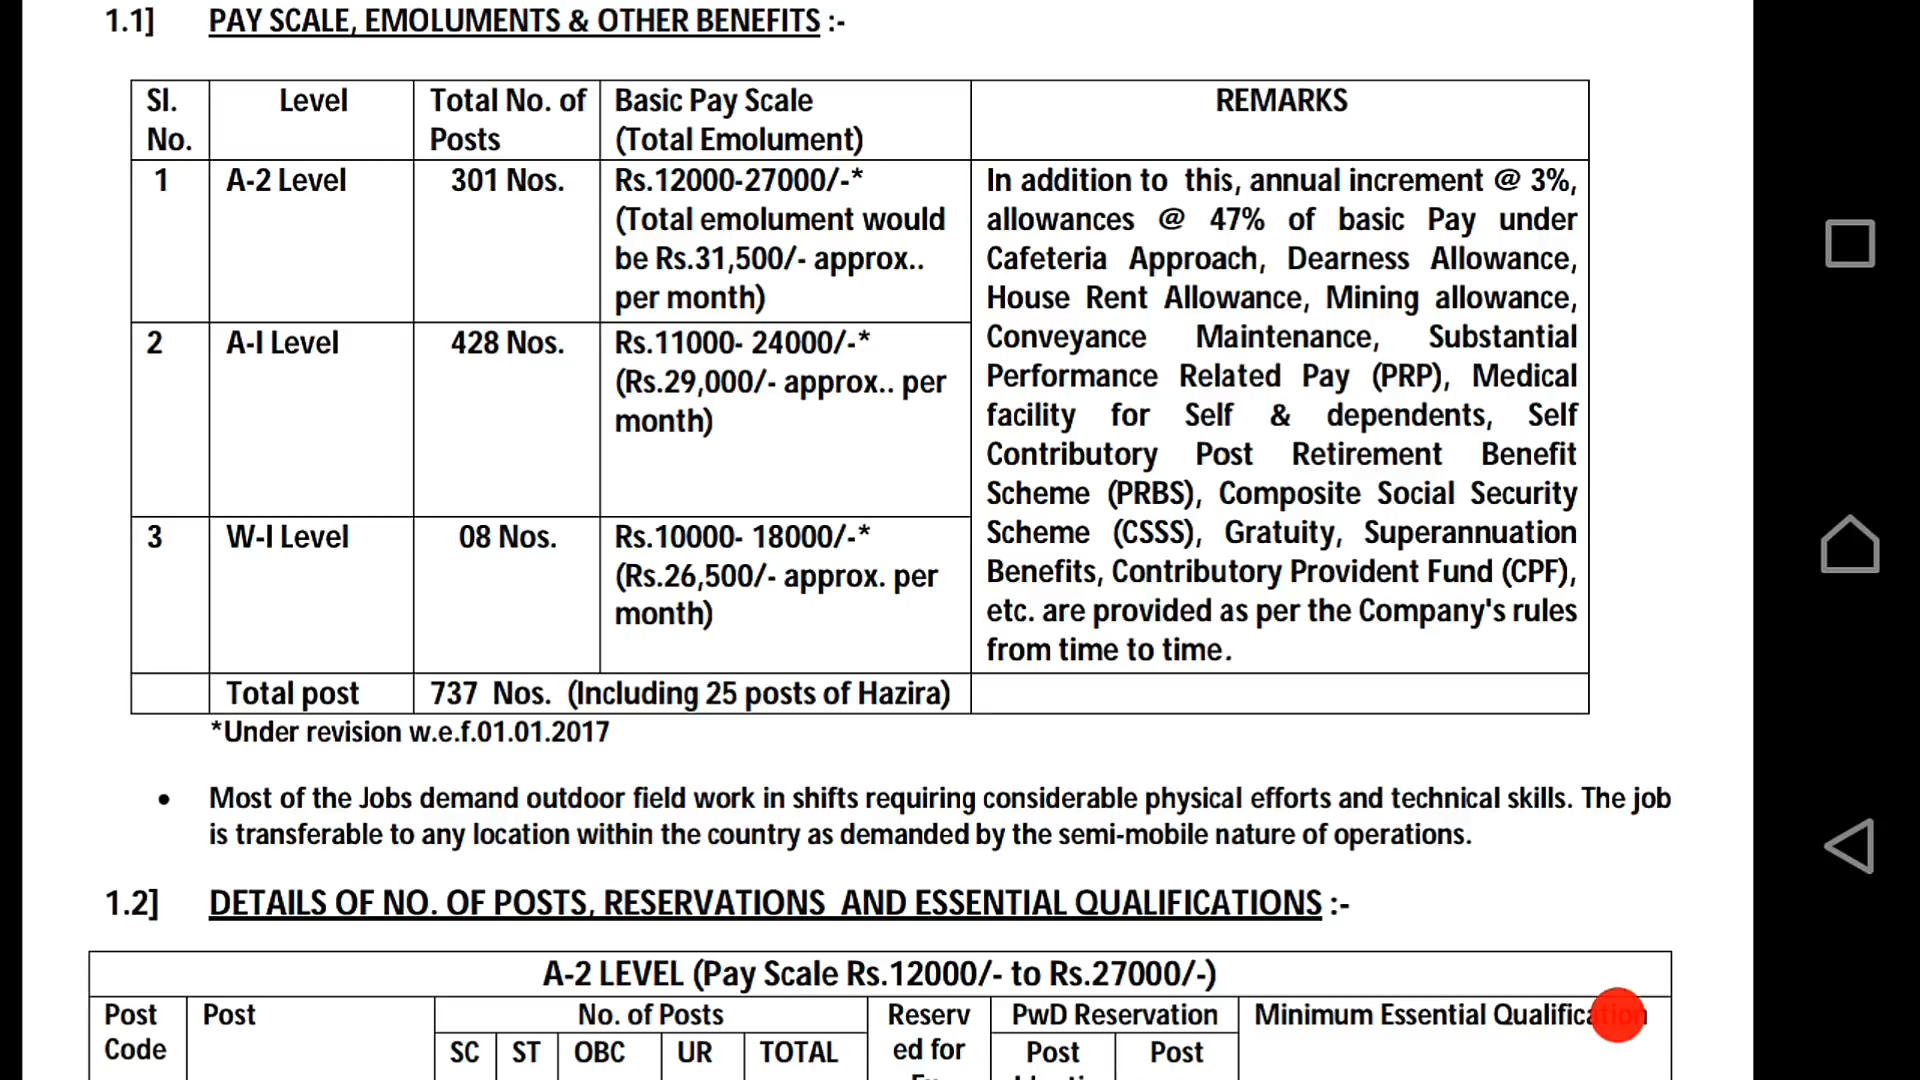 1.1] PAY SCALE, EMOLUMENTS & OTHER BENEFITS :-
Sl. No. Level Total No. of Posts Basic Pay Scale (Total Emolument) REMARKS
1 A-2 Level 301 Nos. Rs.12000-27000/-*
(Total emolument would
be Rs.31,500/- approx..
per month)
2 A-I Level 428 Nos. Rs.11000- 24000/-*
(Rs.29,000/- approx.. per
month)
3 W-I Level 08 Nos. Rs.10000- 18000/-*
(Rs.26,500/- approx. per
month)
In addition to this, annual increment @ 3%,
allowances @ 47% of basic Pay under
Cafeteria Approach, Dearness Allowance,
House Rent Allowance, Mining allowance,
Conveyance Maintenance, Substantial
Performance Related Pay (PRP), Medical
facility for Self & dependents, Self
Contributory Post Retirement Benefit
Scheme (PRBS), Composite Social Security
Scheme (CSSS), Gratuity, Superannuation
Benefits, Contributory Provident Fund (CPF),
etc. are provided as per the Company's rules
from time to time.
Total post 737 Nos. (Including 25 posts of Hazira)
*Under revision w.e.f.01.01.2017
• Most of the Jobs demand outdoor field work in shifts requiring considerable physical efforts and technical skills. The job
is transferable to any location within the country as demanded by the semi-mobile nature of operations.
1.2] DETAILS OF NO. OF POSTS, RESERVATIONS AND ESSENTIAL QUALIFICATIONS :-
A-2 LEVEL (Pay Scale Rs.12000/- to Rs.27000/-)
Post Post No. of Posts Reserv PwD Reservation Minimum Essential Qualification
Code SC ST OBC UR TOTAL ed for Post Post